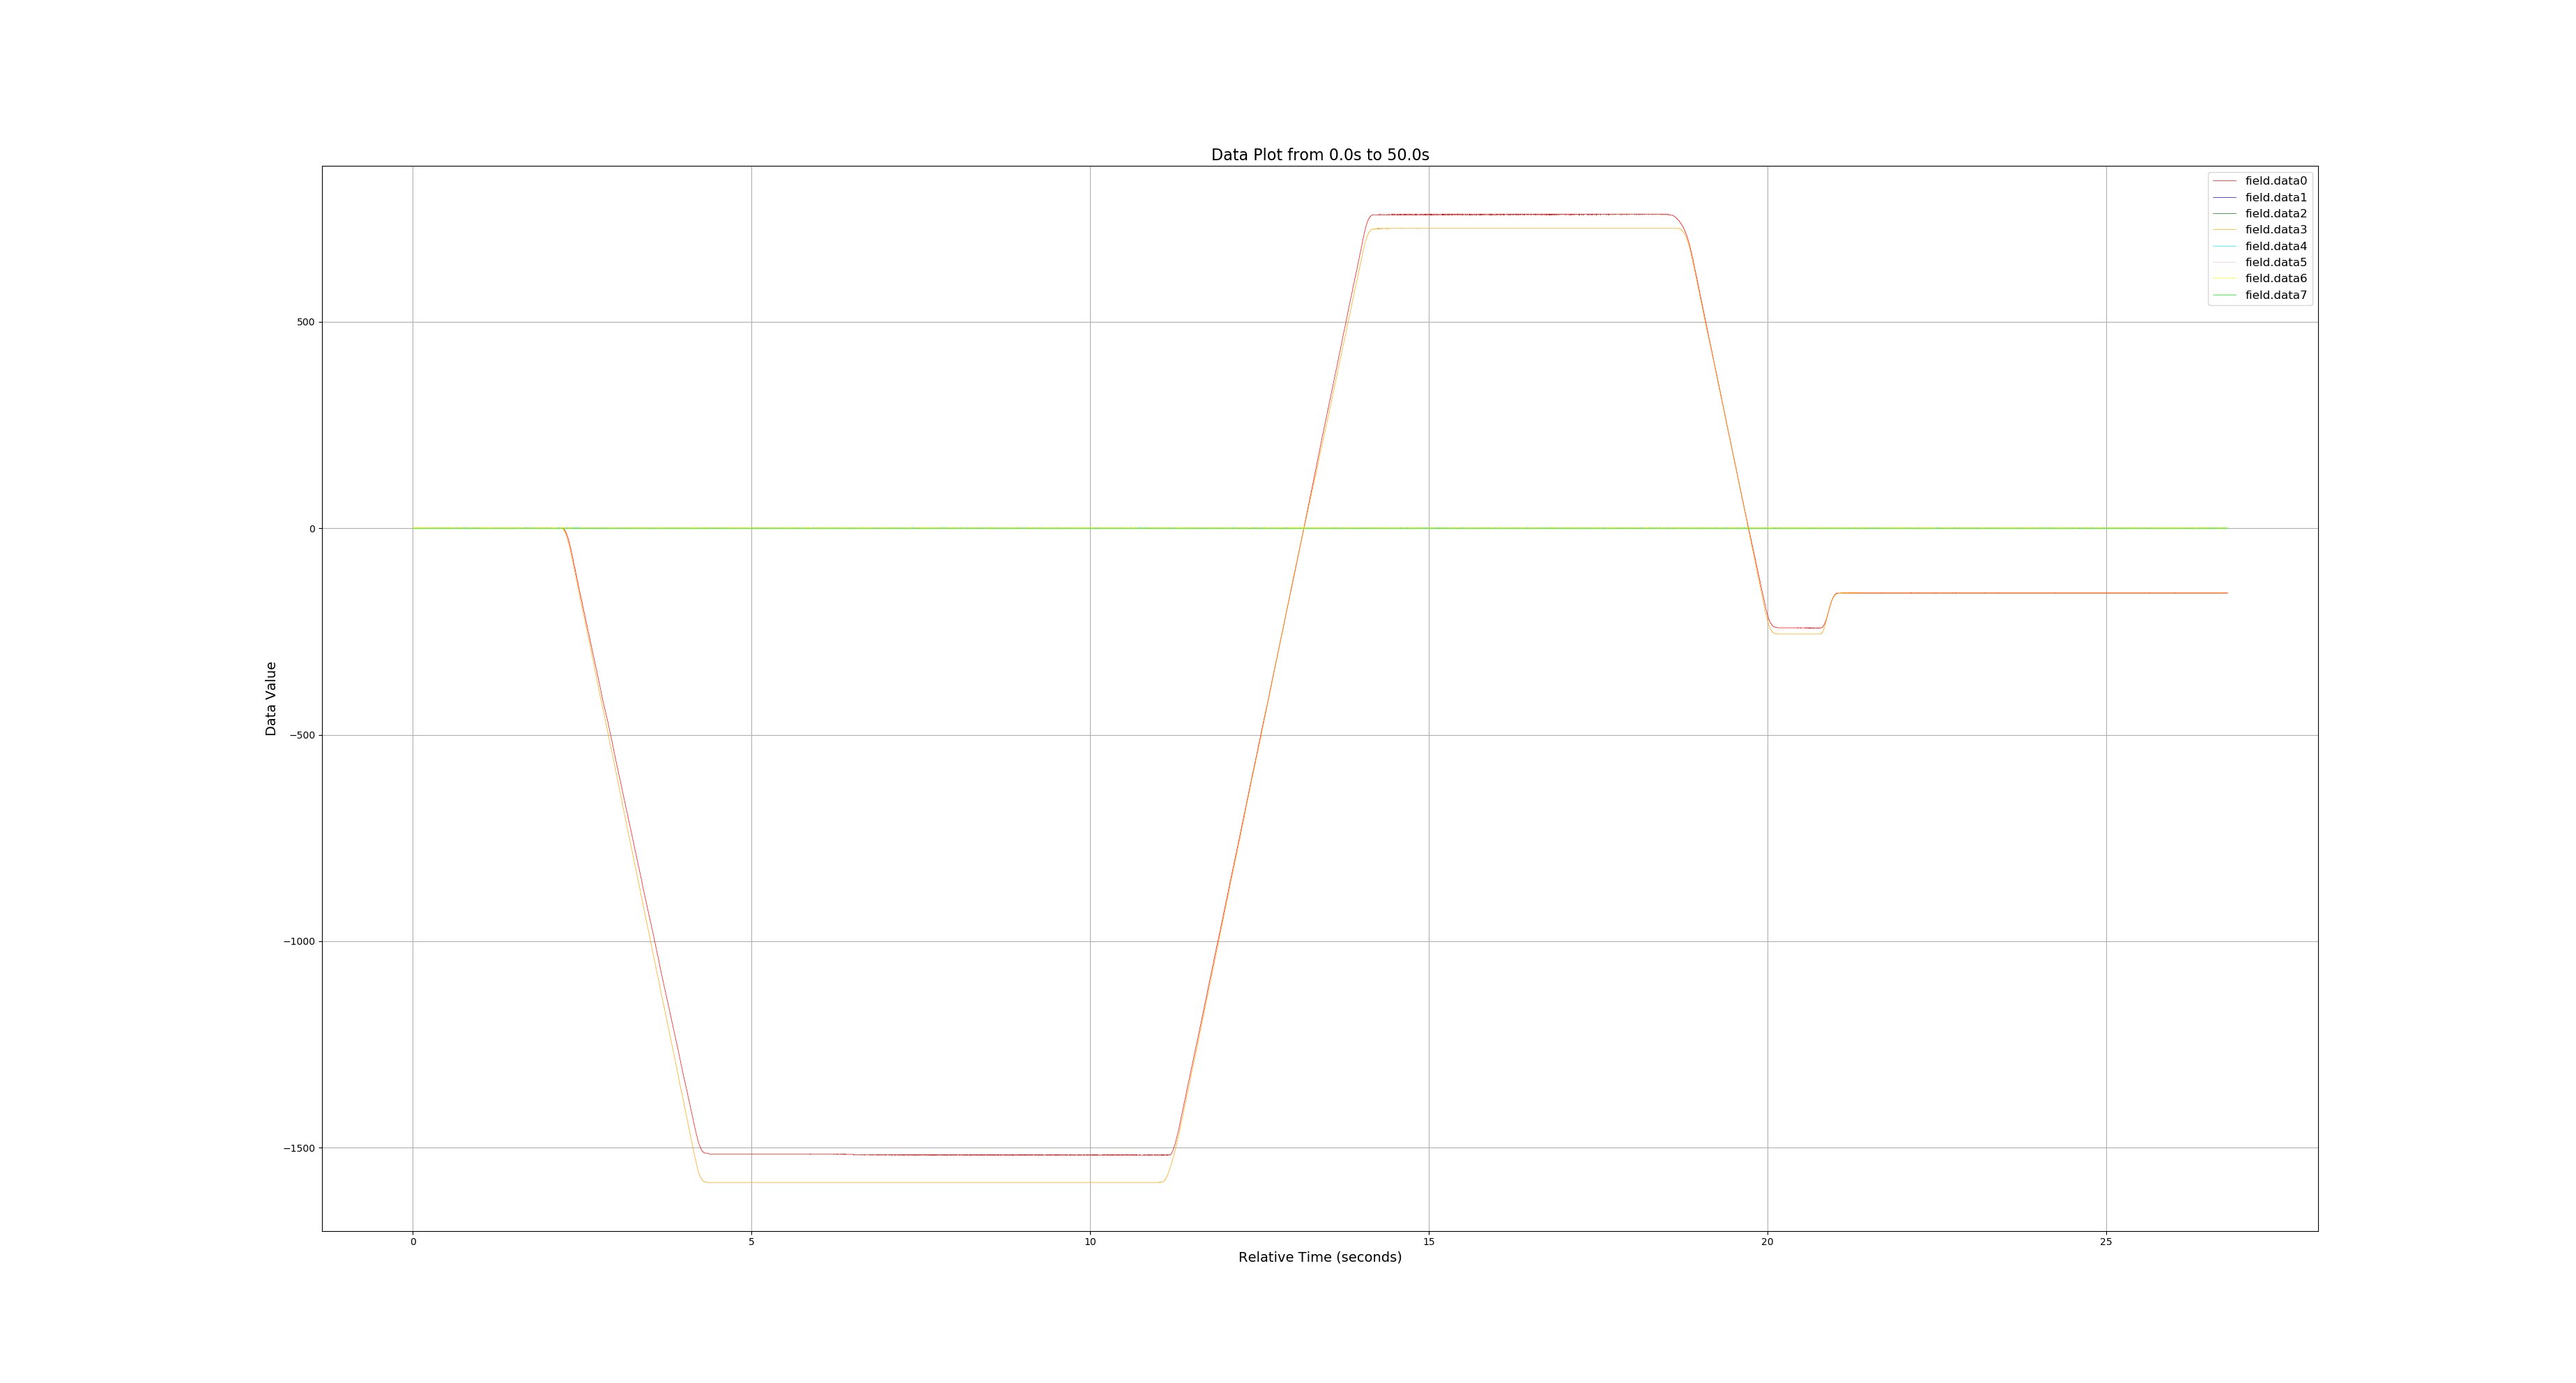 Data Plot from 0.0s to 50.0s
field.data0
field.data1
field.data2
field.data3
field.data4
field.data5
field.data6
field.data7
500
0
−500
−1000
−1500
Data Value
0 5 10 15 20 25
Relative Time (seconds)